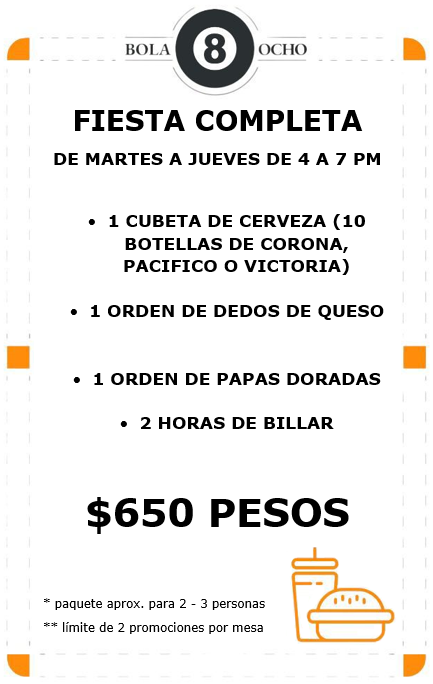 BOLA 8 OCHO
FIESTA COMPLETA
DE MARTES A JUEVES DE 4 A 7 PM
• 1 CUBETA DE CERVEZA (10
BOTELLAS DE CORONA,
PACIFICO O VICTORIA)
• 1 ORDEN DE DEDOS DE QUESO
• 1 ORDEN DE PAPAS DORADAS
• 2 HORAS DE BILLAR
$650 PESOS
* paquete aprox. para 2 - 3 personas
** límite de 2 promociones por mesa